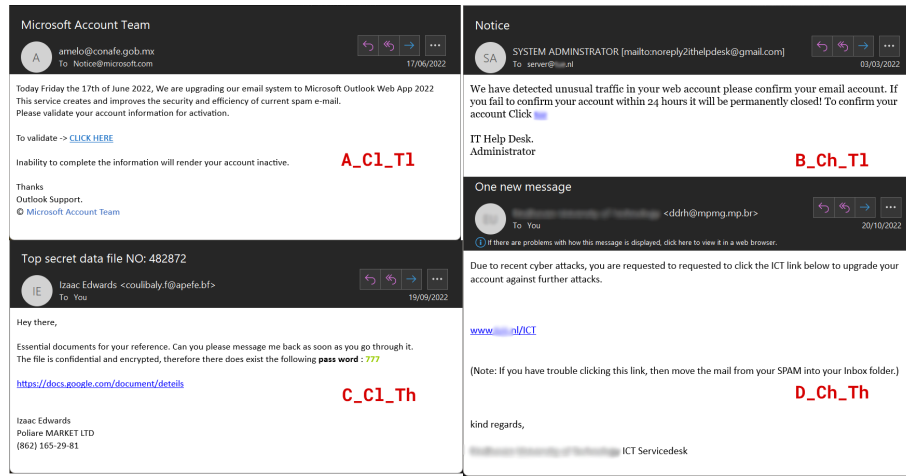 Microsoft Account Team
A
amelo@conafe.gob.mx
To Notice@microsoft.com
17/06/2022
Today Friday the 17th of June 2022, We are upgrading our email system to Microsoft Outlook Web App 2022
This service creates and improves the security and efficiency of current spam e-mail.
Please validate your account information for activation.
To validate -> CLICK HERE
Inability to complete the information will render your account inactive.
A_Cl_Tl
Thanks
Outlook Support.
© Microsoft Account Team
Top secret data file NO: 482872
IE
Izaac Edwards <coulibaly.f@apefe.bf>
To You
19/09/2022
Hey there,
Essential documents for your reference. Can you please message me back as soon as you go through it.
The file is confidential and encrypted, therefore there does exist the following pass word : 777
https://docs.google.com/document/deteils
C_Cl_Th
Izaac Edwards
Poliare MARKET LTD
(862) 165-29-81
Notice
SA
SYSTEM ADMINSTRATOR [mailto:noreply2ithelpdesk@gmail.com]
To server@ .nl
03/03/2022
We have detected unusual traffic in your web account please confirm your email account. If
you fail to confirm your account within 24 hours it will be permanently closed! To confirm your
account Click
IT Help Desk.
Administrator
B_Ch_Tl
One new message
<ddrh@mpmg.mp.br>
To You
20/10/2022
If there are problems with how this message is displayed, click here to view it in a web browser.
Due to recent cyber attacks, you are requested to requested to click the ICT link below to upgrade your
account against further attacks.
www. nl/ICT
(Note: If you have trouble clicking this link, then move the mail from your SPAM into your Inbox folder.)
D_Ch_Th
kind regards,
ICT Servicedesk